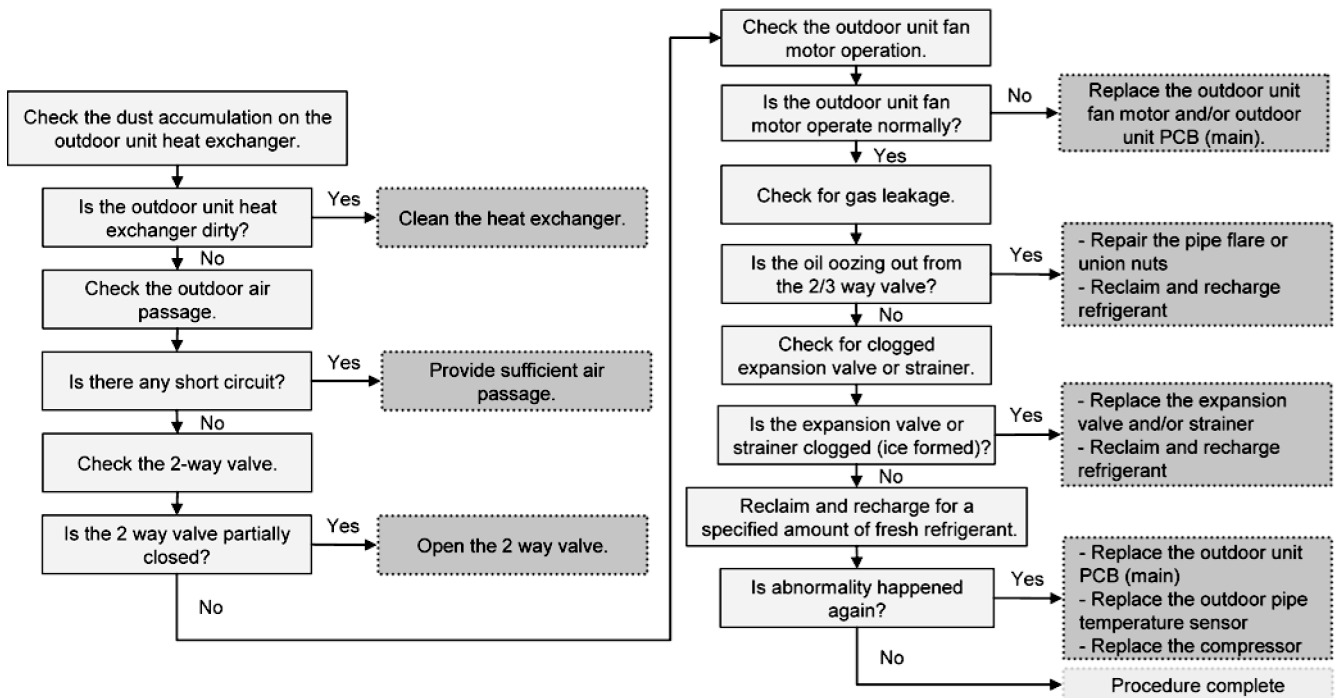 Check the dust accumulation on the
outdoor unit heat exchanger.
Is the outdoor unit heat
exchanger dirty?
Yes
Clean the heat exchanger.
No
Check the outdoor air
passage.
Is there any short circuit?
Yes
Provide sufficient air
passage.
No
Check the 2-way valve.
Is the 2 way valve partially
closed?
Yes
Open the 2 way valve.
No
Check the outdoor unit fan
motor operation.
Is the outdoor unit fan
motor operate normally?
No
Replace the outdoor unit
fan motor and/or outdoor
unit PCB (main).
Yes
Check for gas leakage.
Is the oil oozing out from
the 2/3 way valve?
Yes
- Repair the pipe flare or
union nuts
- Reclaim and recharge
refrigerant
No
Check for clogged
expansion valve or strainer.
Is the expansion valve or
strainer clogged (ice formed)?
Yes
- Replace the expansion
valve and/or strainer
- Reclaim and recharge
refrigerant
No
Reclaim and recharge for a
specified amount of fresh refrigerant.
Is abnormality happened
again?
Yes
- Replace the outdoor unit
PCB (main)
- Replace the outdoor pipe
temperature sensor
- Replace the compressor
No
Procedure complete